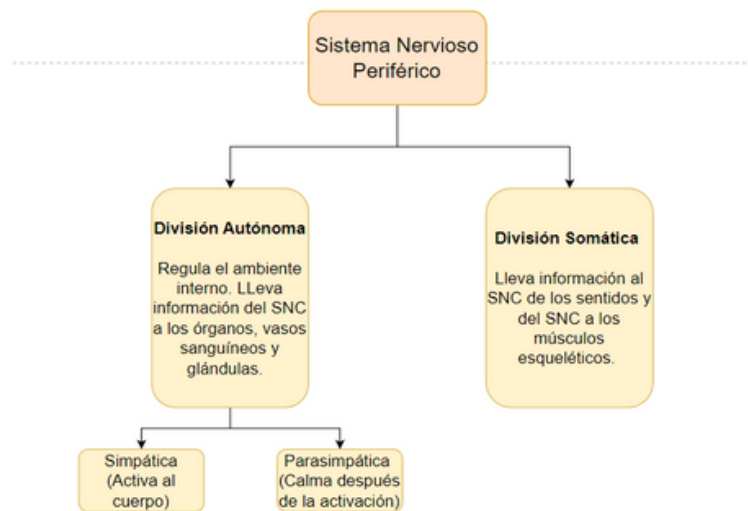 Sistema Nervioso
Periférico
División Autónoma
Regula el ambiente
interno. LLeva
información del SNC
a los órganos, vasos
sanguíneos y
glándulas.
División Somática
Lleva información al
SNC de los sentidos y
del SNC a los
músculos
esqueléticos.
Simpática
(Activa al
cuerpo)
Parasimpática
(Calma después
de la activación)